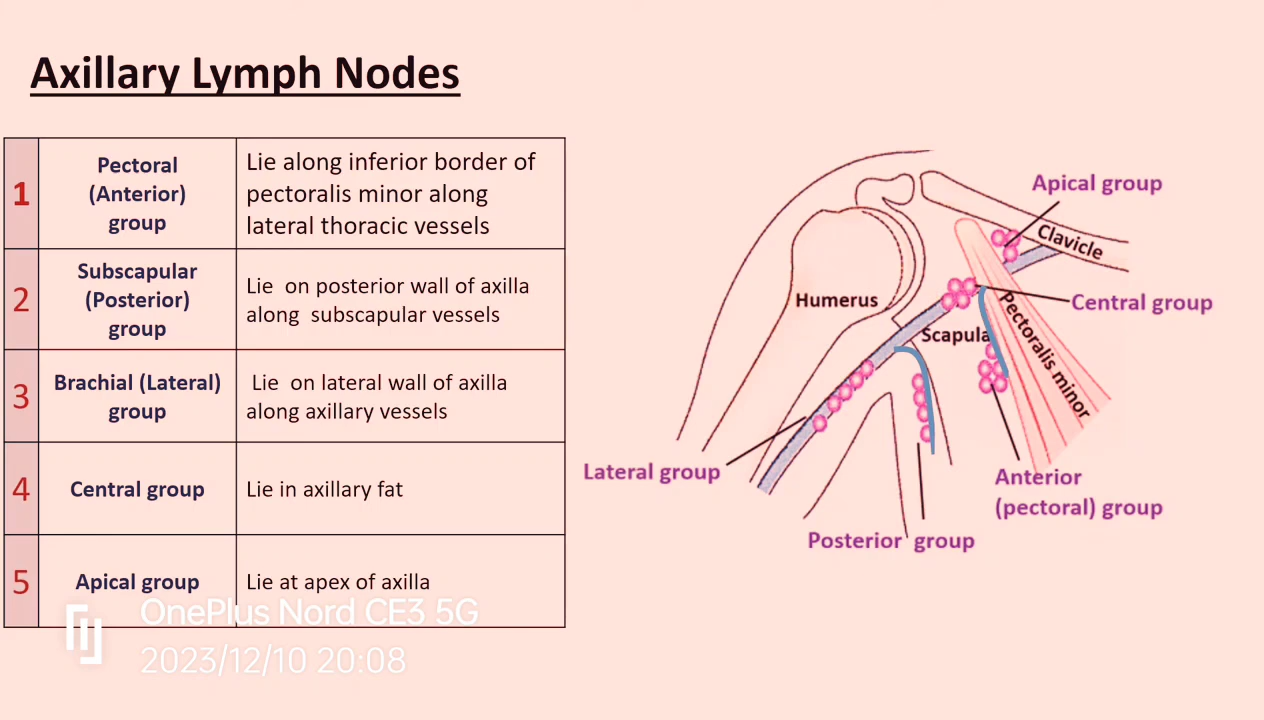 Axillary Lymph Nodes
1
Pectoral
(Anterior)
group
Lie along inferior border of
pectoralis minor along
lateral thoracic vessels
2
Subscapular
(Posterior)
group
Lie on posterior wall of axilla
along subscapular vessels
3
Brachial (Lateral)
group
Lie on lateral wall of axilla
along axillary vessels
4
Central group
Lie in axillary fat
5
Apical group
Lie at apex of axilla
Apical group
Clavicle
Humerus
Central group
Scapula
Pectoralis minor
Lateral group
Anterior
(pectoral) group
Posterior group
OnePlus Nord CE3 5G
2023/12/10 20:08